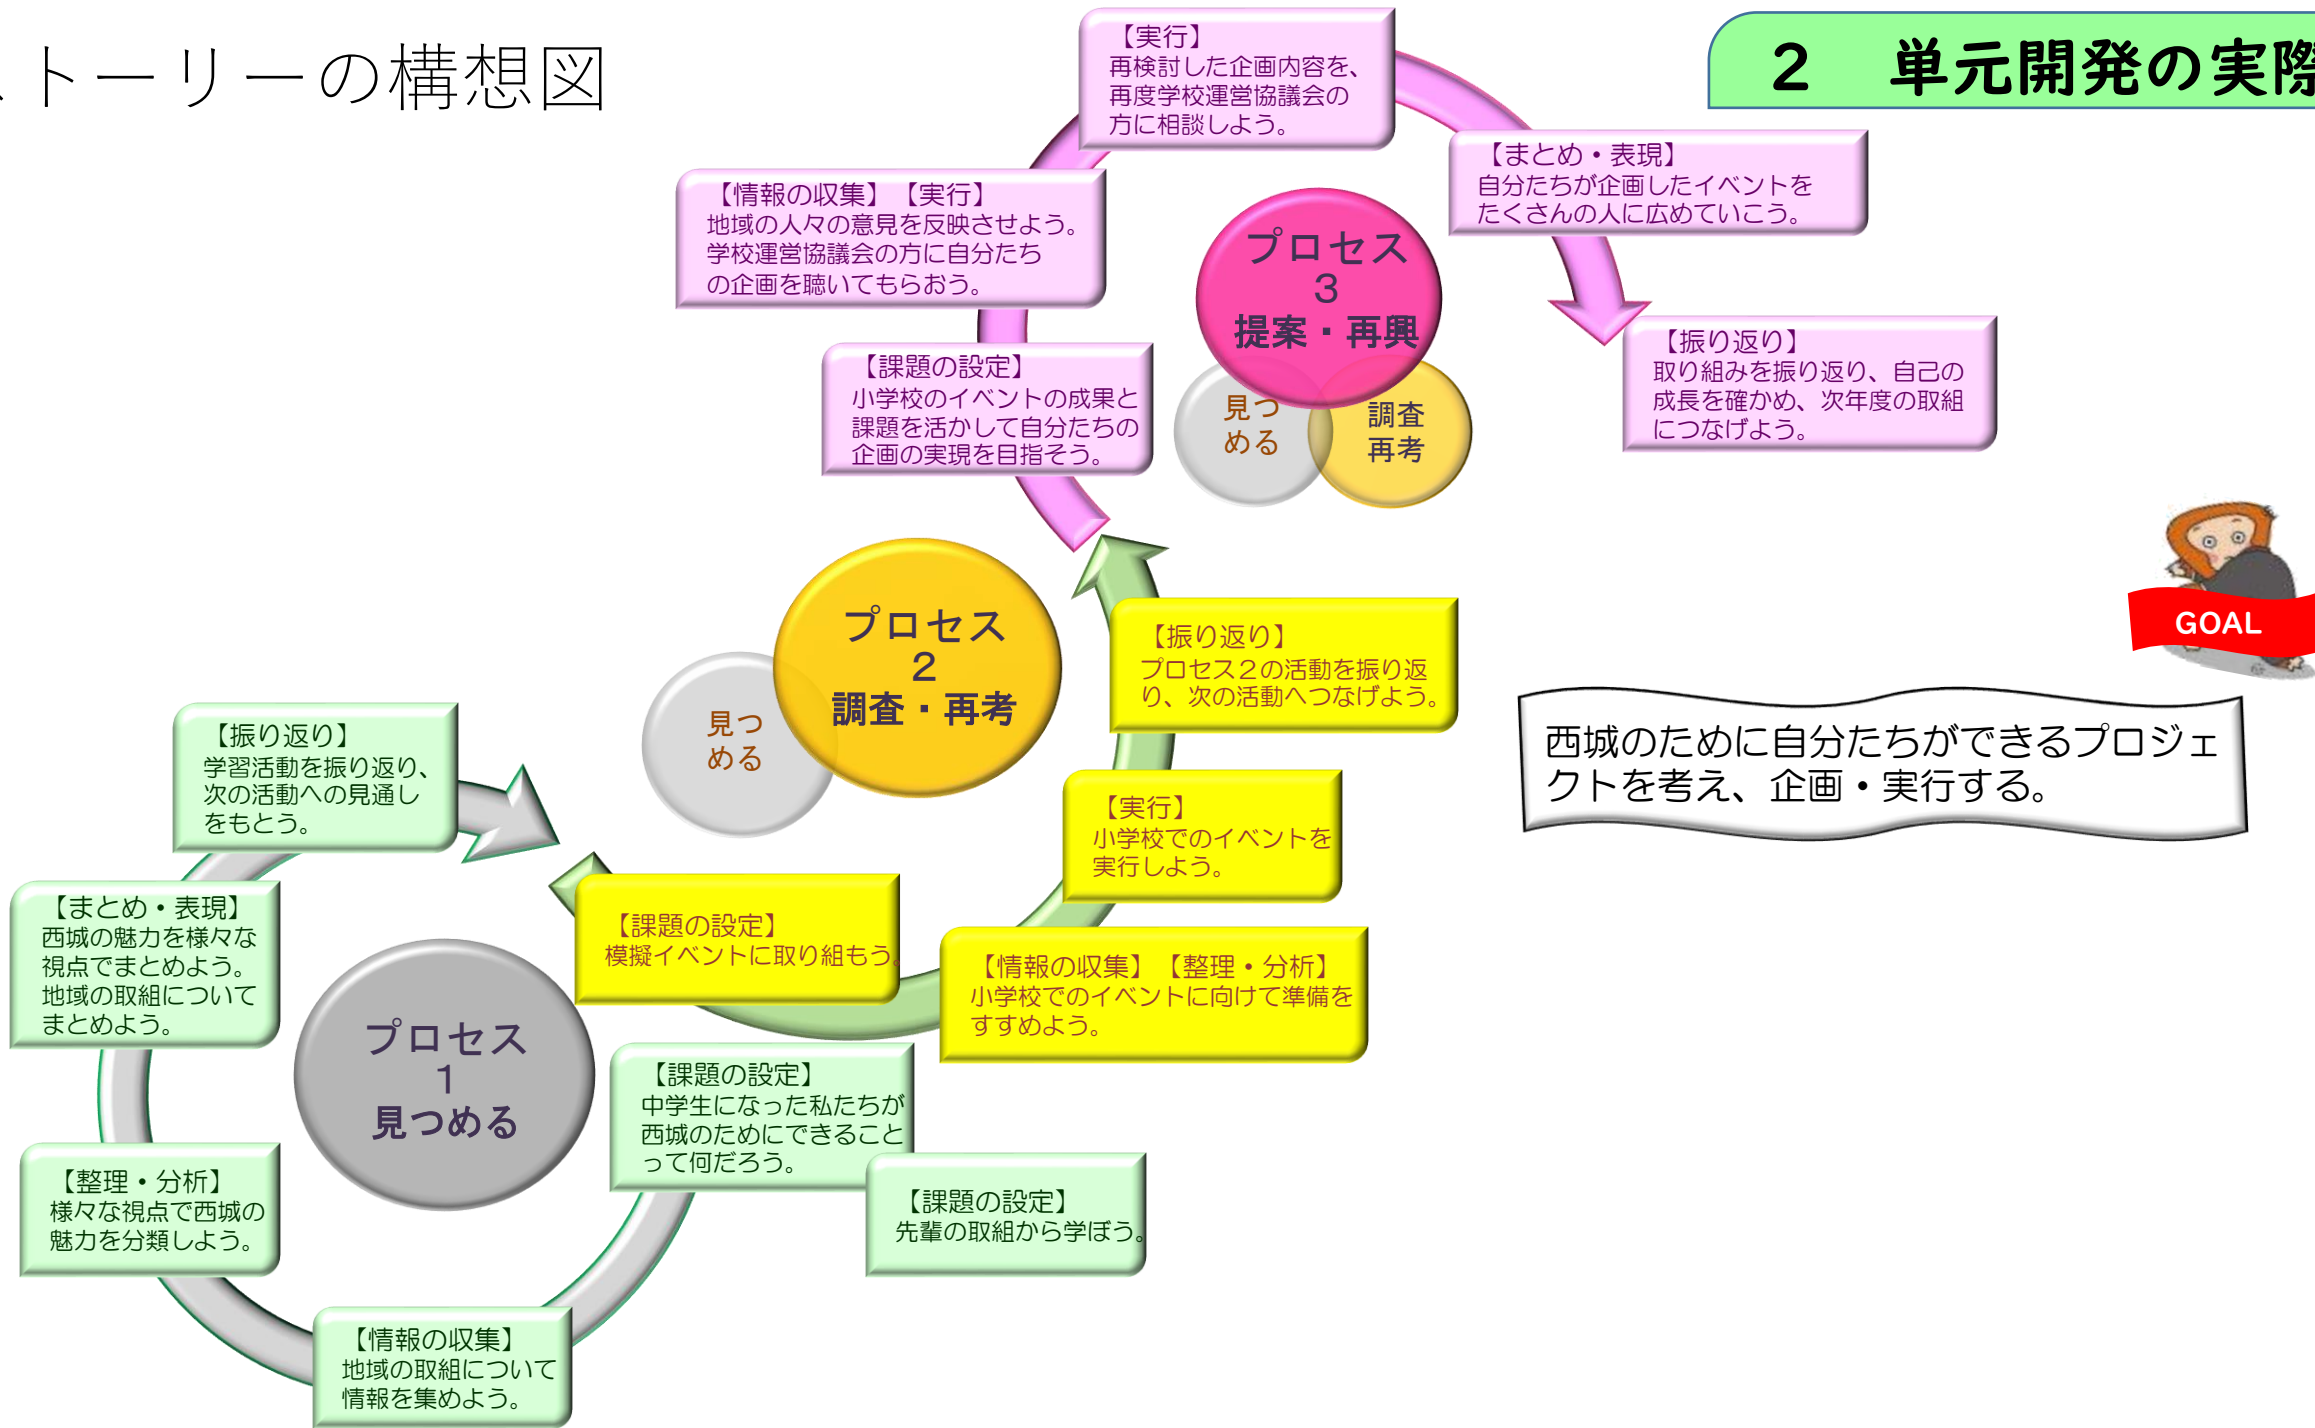 トーリーの構想図
2 単元開発の実際
【実行】
再検討した企画内容を、
再度学校運営協議会の
方に相談しよう。
【まとめ・表現】
自分たちが企画したイベントを
たくさんの人に広めていこう。
【情報の収集】【実行】
地域の人々の意見を反映させよう。
学校運営協議会の方に自分たち
の企画を聴いてもらおう。
プロセス
3
提案・再興
見つ
める
調査
再考
【振り返り】
取り組みを振り返り、自己の
成長を確かめ、次年度の取組
につなげよう。
【課題の設定】
小学校のイベントの成果と
課題を活かして自分たちの
企画の実現を目指そう。
GOAL
西城のために自分たちができるプロジェ
クトを考え、企画・実行する。
プロセス
2
調査・再考
見つ
める
【振り返り】
プロセス2の活動を振り返
り、次の活動へつなげよう。
【実行】
小学校でのイベントを
実行しよう。
【課題の設定】
模擬イベントに取り組もう。
【情報の収集】【整理・分析】
小学校でのイベントに向けて準備を
すすめよう。
【振り返り】
学習活動を振り返り、
次の活動への見通し
をもとう。
【まとめ・表現】
西城の魅力を様々な
視点でまとめよう。
地域の取組について
まとめよう。
プロセス
1
見つめる
【課題の設定】
中学生になった私たちが
西城のためにできること
って何だろう。
【課題の設定】
先輩の取組から学ぼう。
【整理・分析】
様々な視点で西城の
魅力を分類しよう。
【情報の収集】
地域の取組について
情報を集めよう。